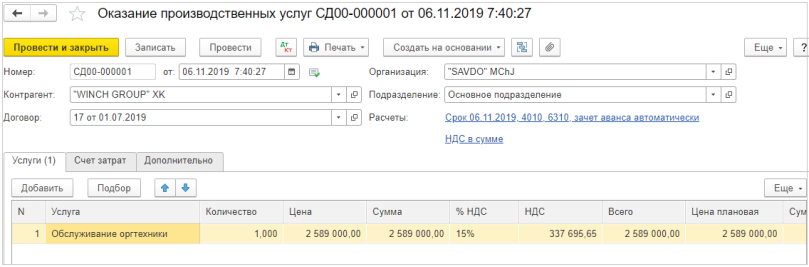 Оказание производственных услуг СД00-000001 от 06.11.2019 7:40:27
Провести и закрыть Записать Провести Дт Кт Печать Создать на основании Еще ?
Номер: СД00-000001 от: 06.11.2019 7:40:27 Организация: "SAVDO" MChJ
Контрагент: "WINCH GROUP" XK Подразделение: Основное подразделение
Договор: 17 от 01.07.2019 Расчеты: Срок 06.11.2019, 4010, 6310, зачет аванса автоматически
НДС в сумме
Услуги (1) Счет затрат Дополнительно
Добавить Подбор Еще
N Услуга Количество Цена Сумма % НДС НДС Всего Цена плановая Сум
1 Обслуживание оргтехники 1,000 2 589 000,00 2 589 000,00 15% 337 695,65 2 589 000,00 2 589 000,00